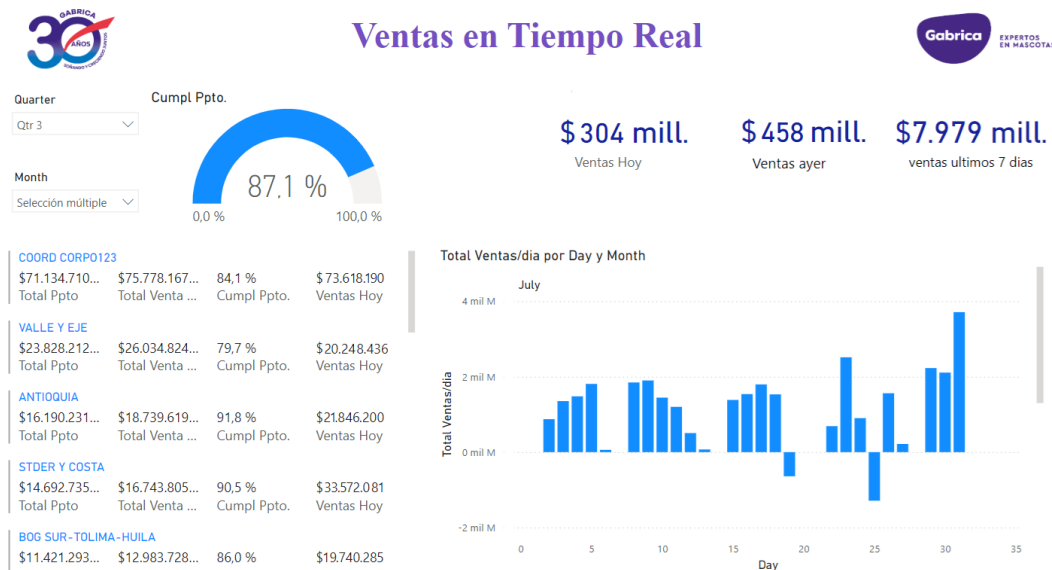 GABRICA
30
AÑOS
Ventas en Tiempo Real
Gabrica
EXPERTOS
EN MASCOTAS
Quarter
Qtr 3
Month
Selección múltiple
Cumpl Ppto.
87,1 %
0,0 %
100,0 %
$ 304 mill.
Ventas Hoy
$ 458 mill.
Ventas ayer
$7.979 mill.
ventas ultimos 7 dias
COORD CORPO123
$71.134.710... $75.778.167... 84,1 % $73.618.190
Total Ppto Total Venta ... Cumpl Ppto. Ventas Hoy
VALLE Y EJE
$23.828.212... $26.034.824... 79,7 % $20.248.436
Total Ppto Total Venta ... Cumpl Ppto. Ventas Hoy
ANTIOQUIA
$16.190.231... $18.739.619... 91,8 % $21.846.200
Total Ppto Total Venta ... Cumpl Ppto. Ventas Hoy
STDER Y COSTA
$14.692.735... $16.743.805... 90,5 % $33.572.081
Total Ppto Total Venta ... Cumpl Ppto. Ventas Hoy
BOG SUR-TOLIMA-HUILA
$11.421.293... $12.983.728... 86,0 % $19.740.285
Total Ventas/dia por Day y Month
July
Total Ventas/dia
4 mil M
2 mil M
0 mil M
-2 mil M
0 5 10 15 20 25 30 35
Day